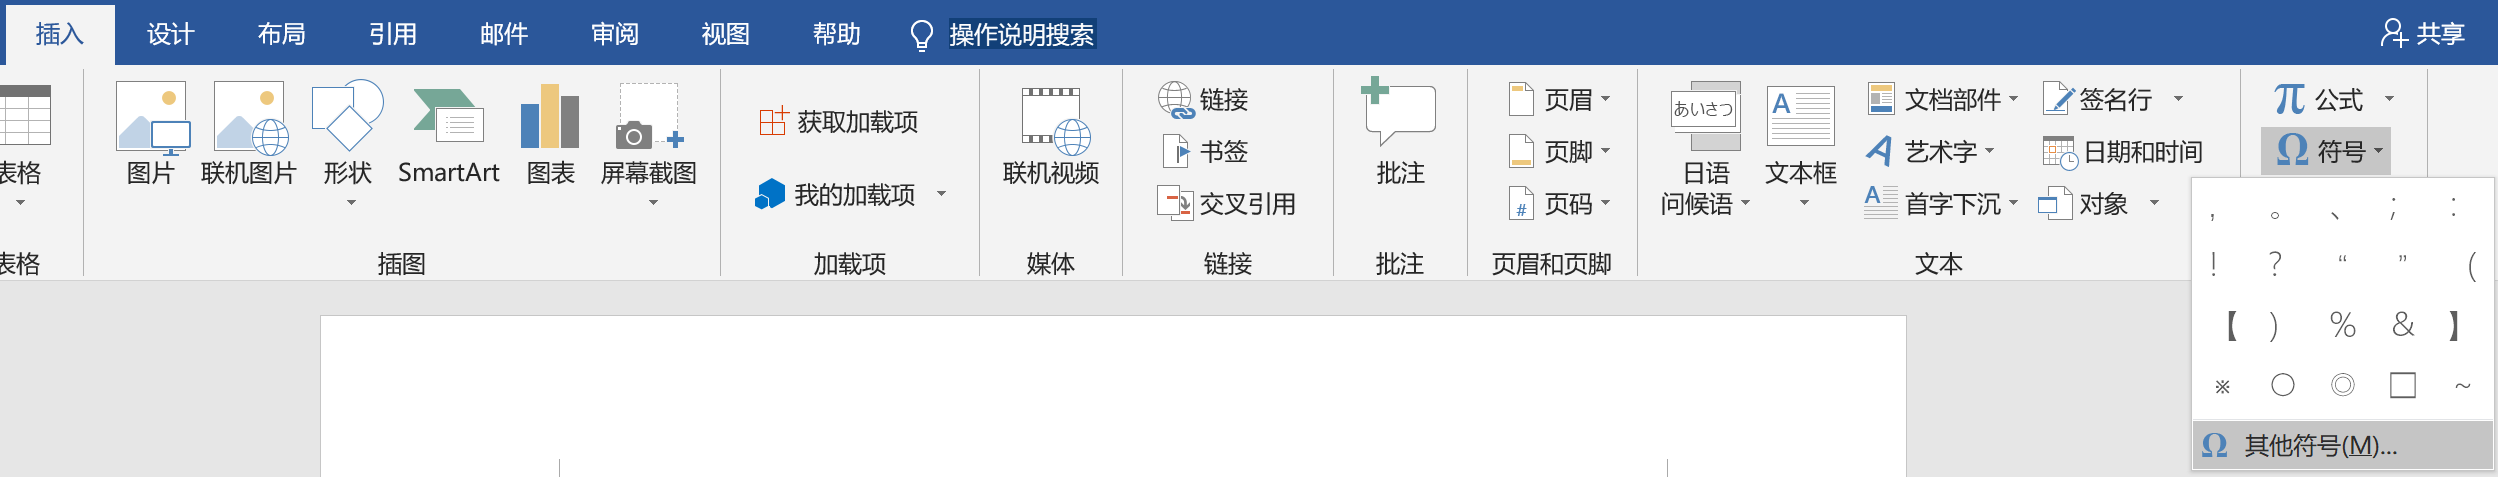 插入 设计 布局 引用 邮件 审阅 视图 帮助 操作说明搜索 共享
表格
图片 联机图片 形状 SmartArt 图表 屏幕截图
插图
获取加载项
我的加载项
加载项
联机视频
媒体
链接
书签
交叉引用
链接
批注
批注
页眉
页脚
# 页码
页眉和页脚
あいさつ
日语
问候语
A
文本框
文档部件
A 艺术字
A 首字下沉
签名行
日期和时间
对象
文本
π 公式
Ω 符号
表格
, 。 、 ; :
! ? “ ” (
【 ) % & 】
※ ○ ◎ □ ~
Ω 其他符号(M)...